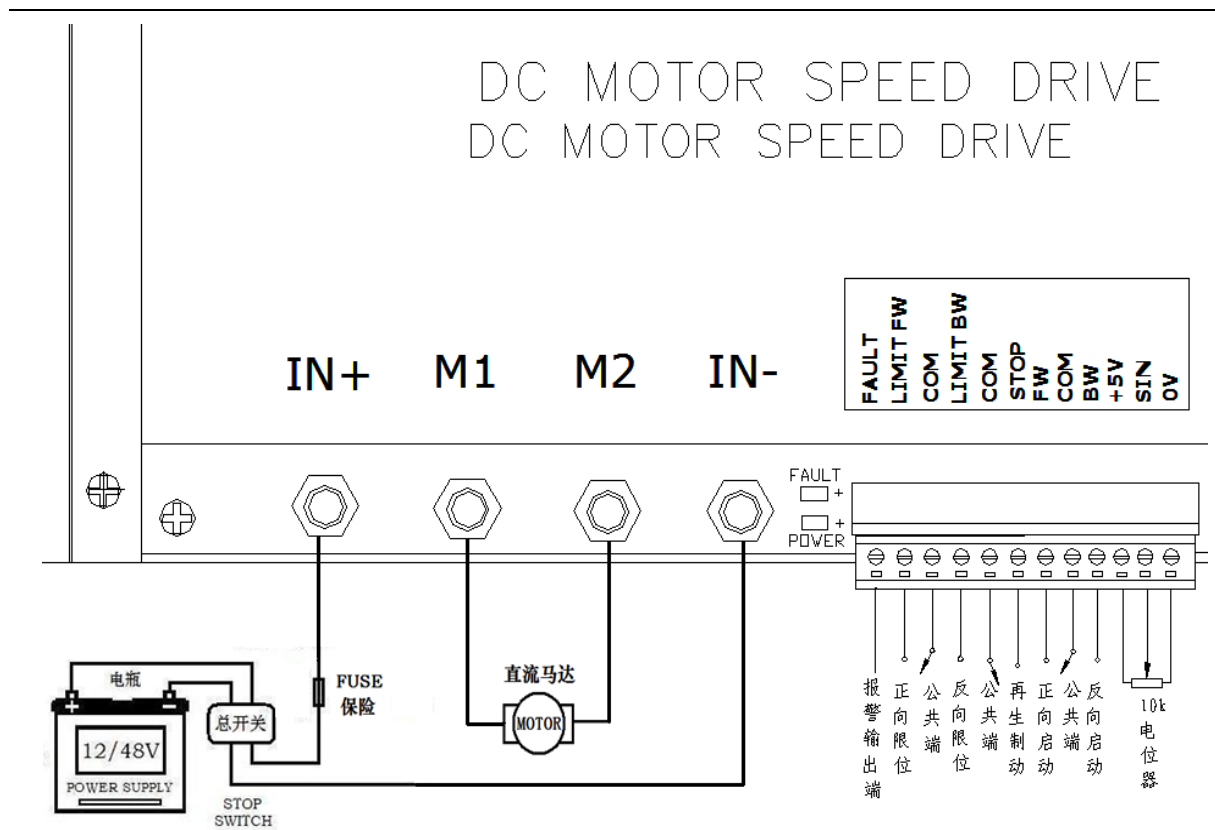 DC MOTOR SPEED DRIVE
DC MOTOR SPEED DRIVE
IN+
M1
M2
IN-
FAULT
LIMIT FW
COM
LIMIT BW
COM
STOP
FW
COM
BW
+5V
SIN
0V
FAULT
+
+
POWER
电瓶
+
-
12/48V
POWER SUPPLY
总开关
STOP
SWITCH
FUSE
保险
直流马达
MOTOR
报警输出端
正向限位
公共端
反向限位
公共端
再生制动
正向启动
公共端
反向启动
10k
电位器